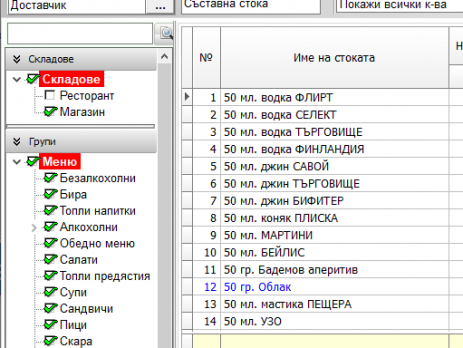 Доставчик ... Съставна стока Покажи всички к-ва
Складове
Складове
Ресторант
Магазин
Групи
Меню
Безалкохолни
Бира
Топли напитки
Алкохолни
Обедно меню
Салати
Топли предястия
Супи
Сандвичи
Пици
Скара
№ Име на стоката Н
1 50 мл. водка ФЛИРТ
2 50 мл. водка СЕЛЕКТ
3 50 мл. водка ТЪРГОВИЩЕ
4 50 мл. водка ФИНЛАНДИЯ
5 50 мл. джин САВОЙ
6 50 мл. джин ТЪРГОВИЩЕ
7 50 мл. джин БИФИТЕР
8 50 мл. коняк ПЛИСКА
9 50 мл. МАРТИНИ
10 50 мл. БЕЙЛИС
11 50 гр. Бадемов аперитив
12 50 гр. Облак
13 50 мл. мастика ПЕЩЕРА
14 50 мл. УЗО